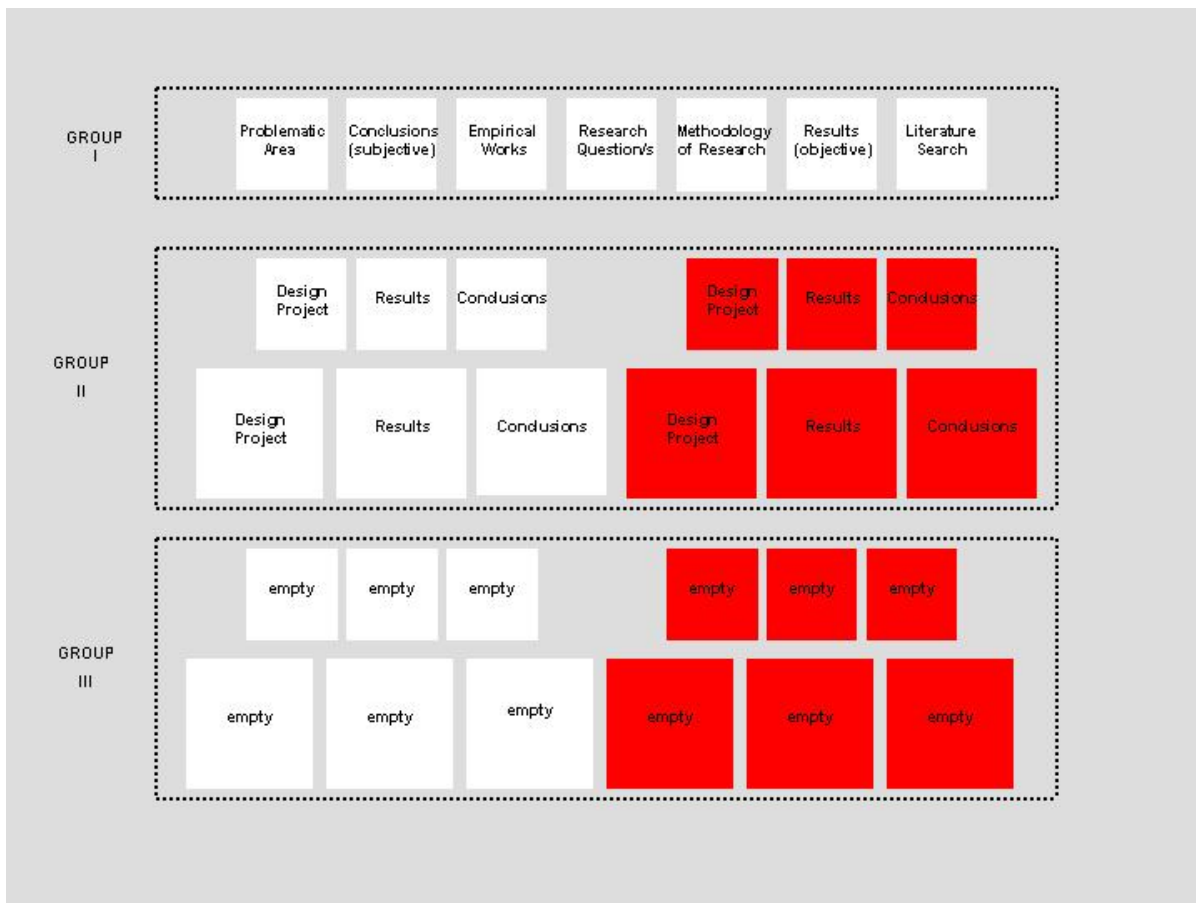 GROUP
I
Problematic
Area
Conclusions
(subjective)
Empirical
Works
Research
Question/s
Methodology
of Research
Results
(objective)
Literature
Search
GROUP
II
Design
Project
Results
Conclusions
Design
Project
Results
Conclusions
Design
Project
Results
Conclusions
Design
Project
Results
Conclusions
GROUP
III
empty
empty
empty
empty
empty
empty
empty
empty
empty
empty
empty
empty